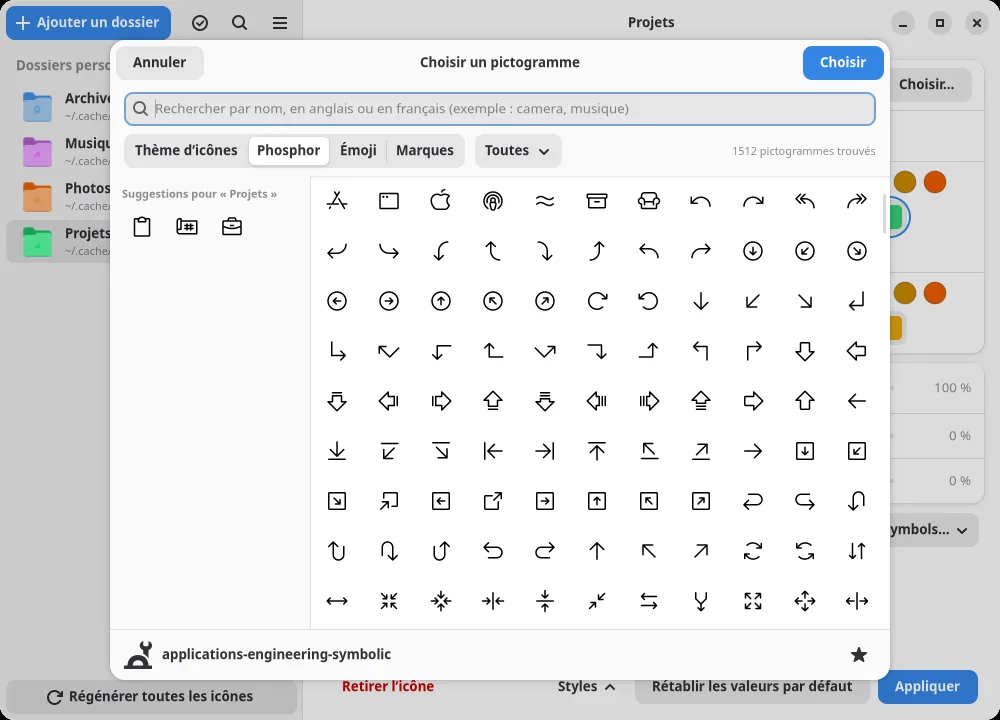 Ajouter un dossier
Projets
Dossiers perso
Archive
~/.cache/
Musiqu
~/.cache/
Photos
~/.cache/
Projets
~/.cache/
Annuler
Choisir un pictogramme
Choisir
Rechercher par nom, en anglais ou en français (exemple : camera, musique)
Thème d'icônes
Phosphor
Émoji
Marques
Toutes
1512 pictogrammes trouvés
Suggestions pour « Projets »
applications-engineering-symbolic
Choisir...
100 %
0 %
0 %
ymbols...
Régénérer toutes les icônes
Retirer l'icône
Styles
Rétablir les valeurs par défaut
Appliquer